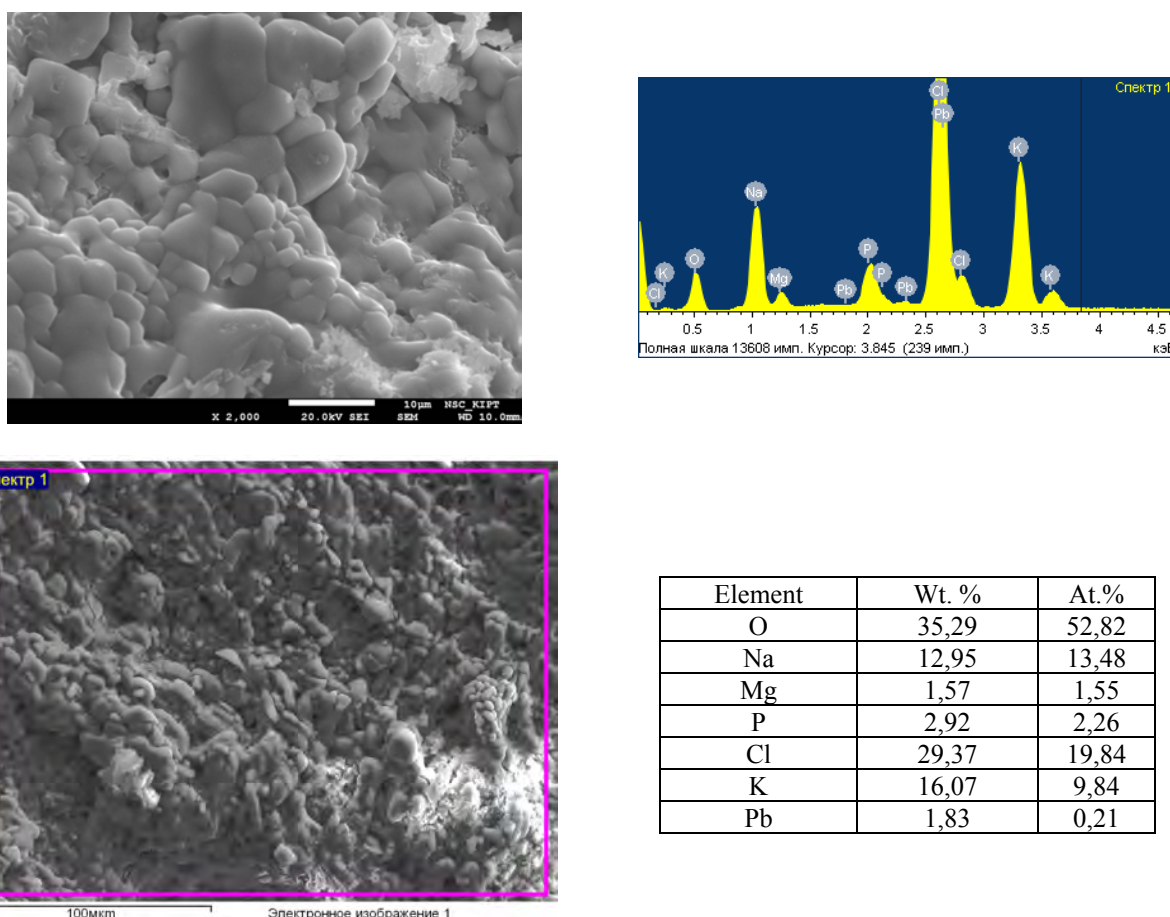 10µm NSC_KIPT
X 2,000 20.0kV SEI SEM WD 10.0mm
Спектр 1
Cl
Pb
K
Na
P
O
K
Cl
Mg
P
Pb
Pb
Cl
K
0.5 1 1.5 2 2.5 3 3.5 4 4.5
Полная шкала 13608 имп. Курсор: 3.845 (239 имп.)
кэВ
ектр 1
100мкm Электронное изображение 1
Element Wt. % At.%
O 35,29 52,82
Na 12,95 13,48
Mg 1,57 1,55
P 2,92 2,26
Cl 29,37 19,84
K 16,07 9,84
Pb 1,83 0,21